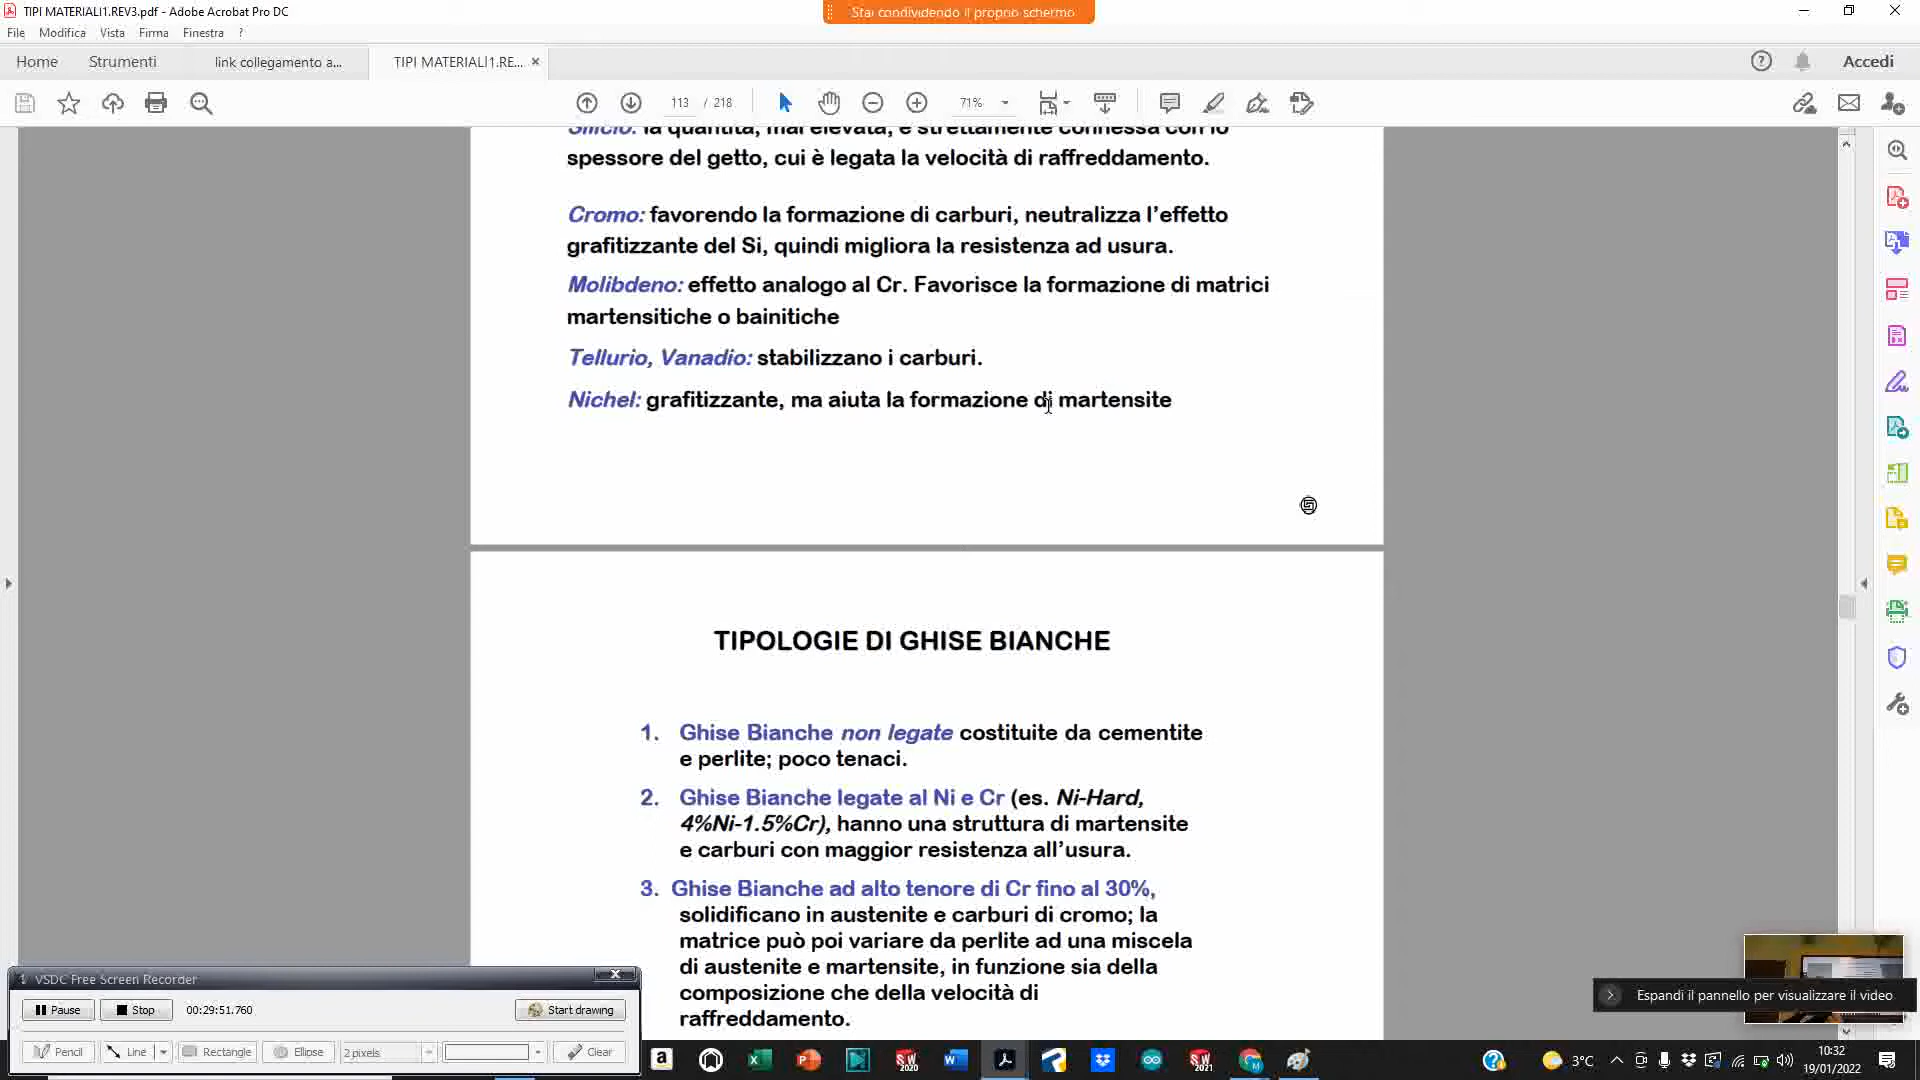 TIPI MATERIALI1.REV3.pdf - Adobe Acrobat Pro DC
Stai condividendo il proprio schermo
File Modifica Vista Firma Finestra ?
Home Strumenti link collegamento a... TIPI MATERIALI1.RE... × Accedi
113 / 218 71%
Silicio: la quantità, mai elevata, è strettamente connessa con lo
spessore del getto, cui è legata la velocità di raffreddamento.
Cromo: favorendo la formazione di carburi, neutralizza l'effetto
grafitizzante del Si, quindi migliora la resistenza ad usura.
Molibdeno: effetto analogo al Cr. Favorisce la formazione di matrici
martensitiche o bainitiche
Tellurio, Vanadio: stabilizzano i carburi.
Nichel: grafitizzante, ma aiuta la formazione di martensite
TIPOLOGIE DI GHISE BIANCHE
1. Ghise Bianche non legate costituite da cementite
e perlite; poco tenaci.
2. Ghise Bianche legate al Ni e Cr (es. Ni-Hard,
4%Ni-1.5%Cr), hanno una struttura di martensite
e carburi con maggior resistenza all'usura.
3. Ghise Bianche ad alto tenore di Cr fino al 30%,
solidificano in austenite e carburi di cromo; la
matrice può poi variare da perlite ad una miscela
di austenite e martensite, in funzione sia della
composizione che della velocità di
raffreddamento.
VSDC Free Screen Recorder
Pause Stop 00:29:51.760 Start drawing
Pencil Line Rectangle Ellipse 2 pixels Clear
Espandi il pannello per visualizzare il video
3°C
10:32
19/01/2022